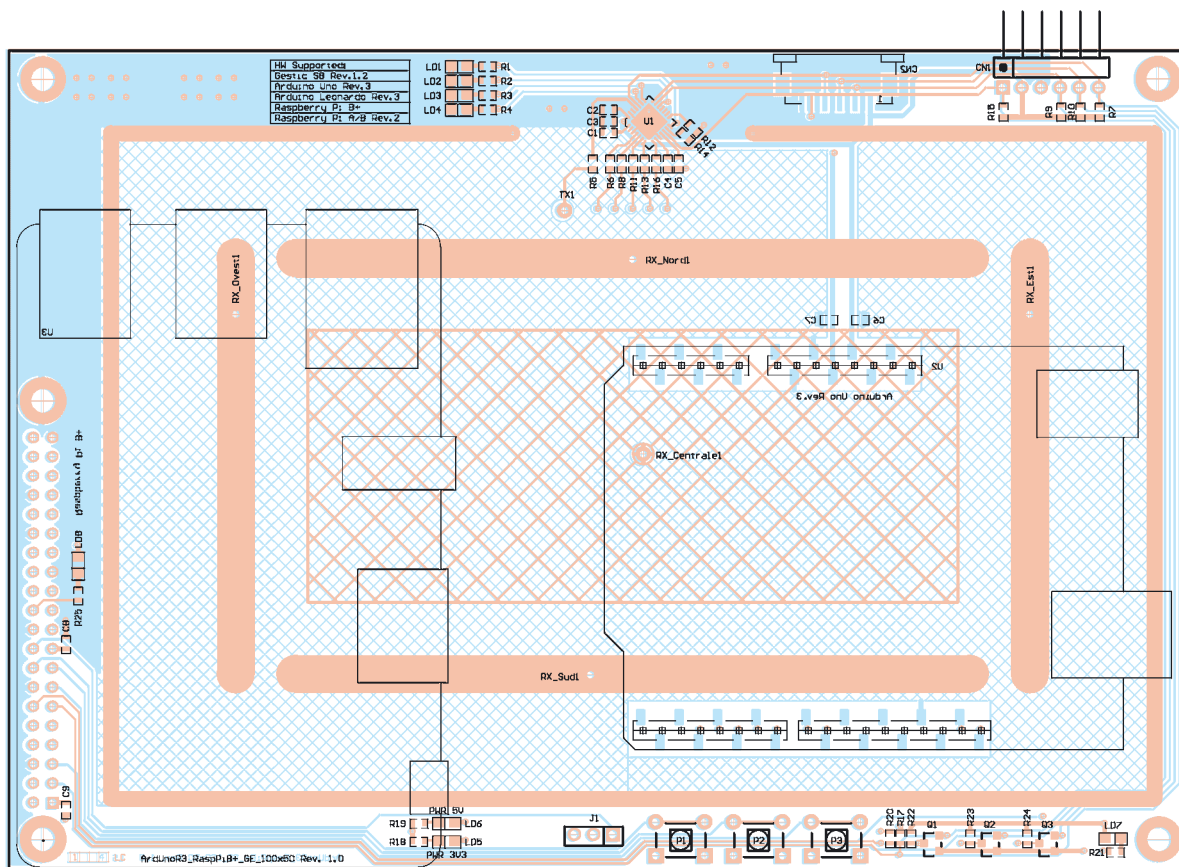 HW Supported:
Gestic SB Rev.1.2
Arduino Uno Rev.3
Arduino Leonardo Rev.3
Raspberry Pi B+
Raspberry Pi A/B Rev.2
LD1
R1
LD2
R2
LD3
R3
LD4
R4
C2
C3
C1
U1
R12
R14
CN2
CN1
R15
R9
R10
R7
R5
R6
R8
R11
R13
R16
C4
C5
TX1
RX_Nord1
RX_Ovest1
RX_Est1
U3
C7
C6
U2
Arduino Uno Rev.3
RX_Centrale1
Raspberry Pi B+
LD8
R25
C8
RX_Sud1
C9
PWR 5V
R19
LD6
R18
LD5
PWR 3V3
J1
P1
P2
P3
R20
R17
R22
Q1
R23
Q2
R24
Q3
LD7
R21
ArdunoR3_RaspPiB+_GE_100x50 Rev. 1.0